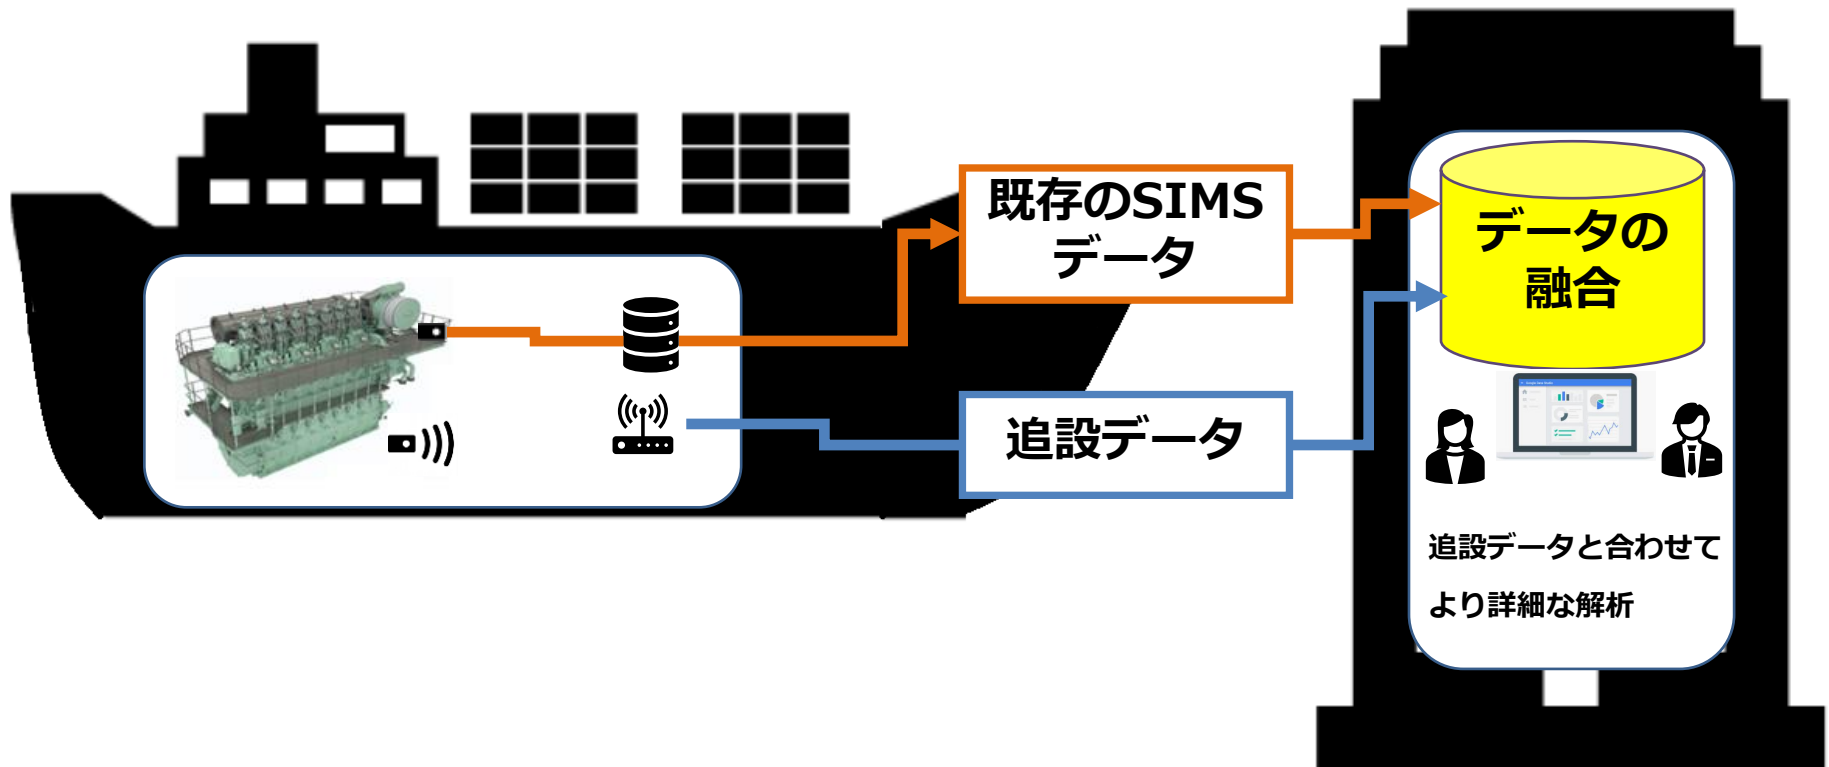 既存のSIMS
データ
追設データ
データの
融合
追設データと合わせて
より詳細な解析